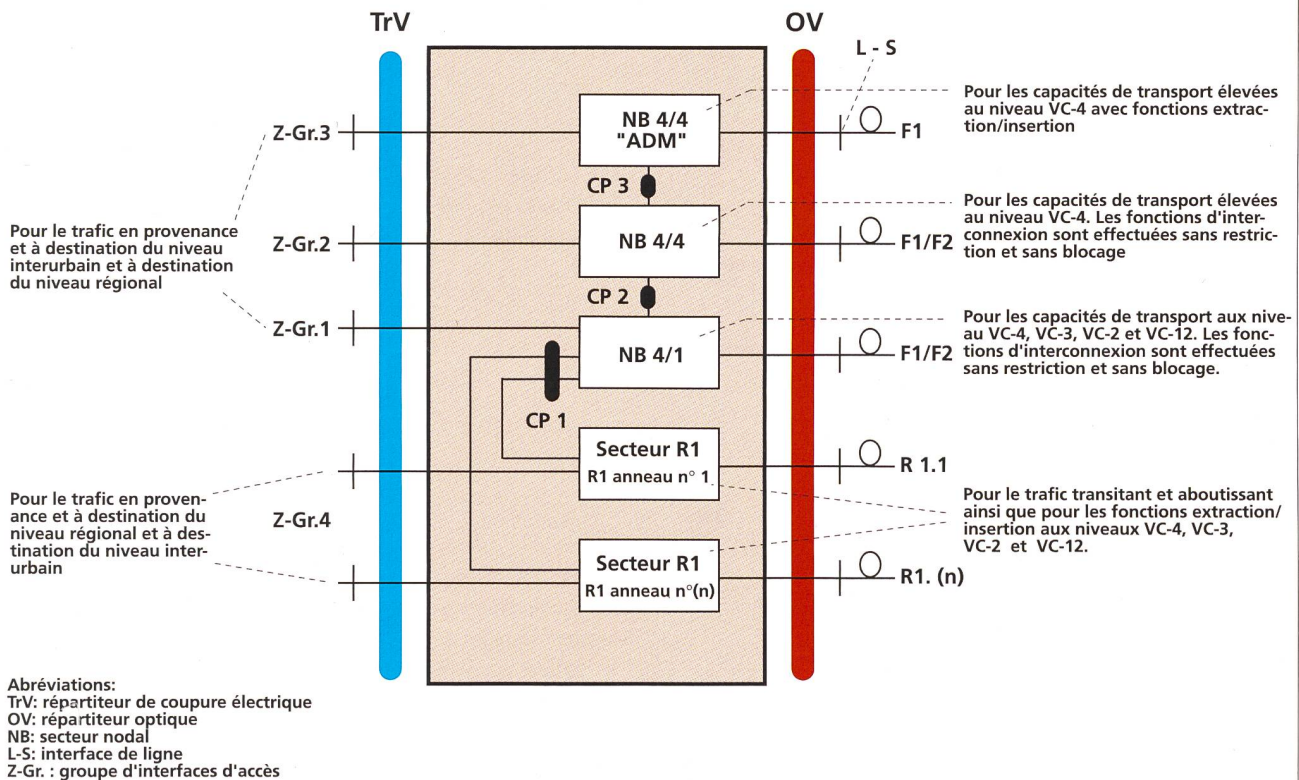 TrV
OV
L - S
Z-Gr.3
NB 4/4
"ADM"
F1
Pour les capacités de transport élevées
au niveau VC-4 avec fonctions extrac-
tion/insertion
CP 3
Pour le trafic en provenance
et à destination du niveau
interurbain et à destination
du niveau régional
Z-Gr.2
NB 4/4
F1/F2
Pour les capacités de transport élevées
au niveau VC-4. Les fonctions d'inter-
connexion sont effectuées sans restric-
tion et sans blocage
CP 2
Z-Gr.1
NB 4/1
F1/F2
Pour les capacités de transport aux nive-
au VC-4, VC-3, VC-2 et VC-12. Les fonc-
tions d'interconnexion sont effectuées
sans restriction et sans blocage.
CP 1
Secteur R1
R1 anneau n° 1
R 1.1
Pour le trafic en proven-
ance et à destination du
niveau régional et à des-
tination du niveau inter-
urbain
Z-Gr.4
Pour le trafic transitant et aboutissant
ainsi que pour les fonctions extraction/
insertion aux niveaux VC-4, VC-3,
VC-2 et VC-12.
Secteur R1
R1 anneau n°(n)
R1. (n)
Abréviations:
TrV: répartiteur de coupure électrique
OV: répartiteur optique
NB: secteur nodal
L-S: interface de ligne
Z-Gr. : groupe d'interfaces d'accès